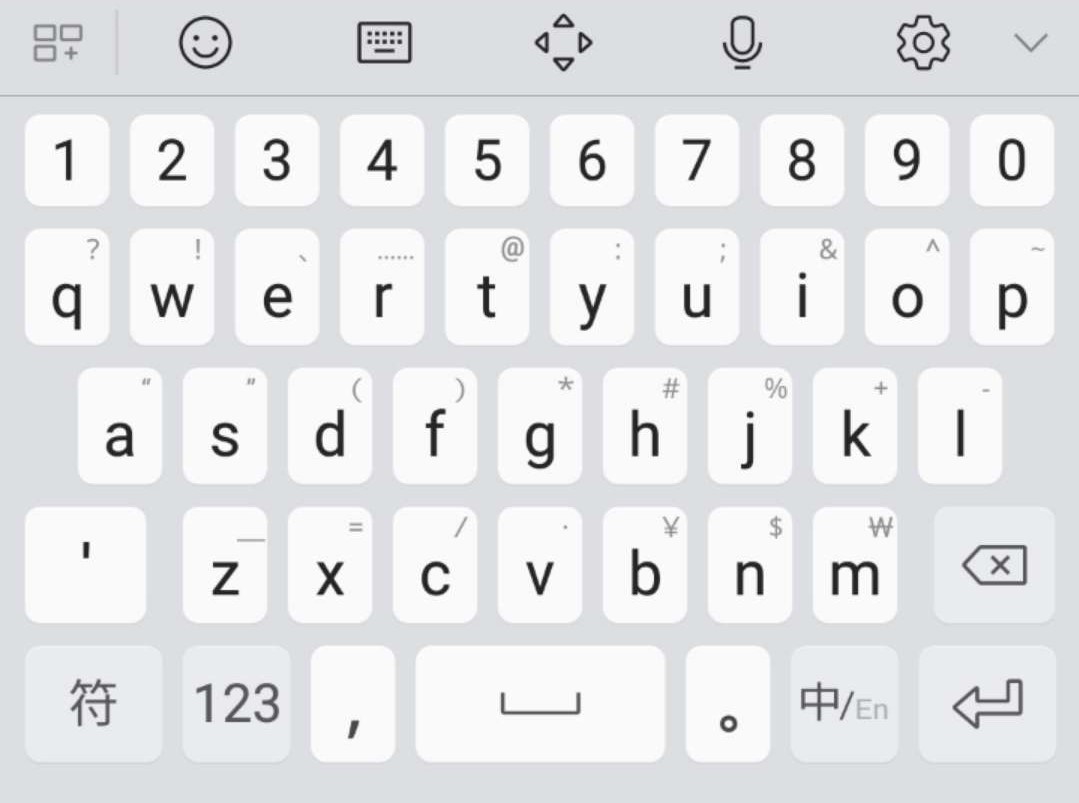 1 2 3 4 5 6 7 8 9 0
? ! 、 ...... @ : ; & ^ ~
q w e r t y u i o p
“ ” ( ) * # % + -
a s d f g h j k l
— = / · ¥ $ ₩
' z x c v b n m
符 123 , 。 中/En